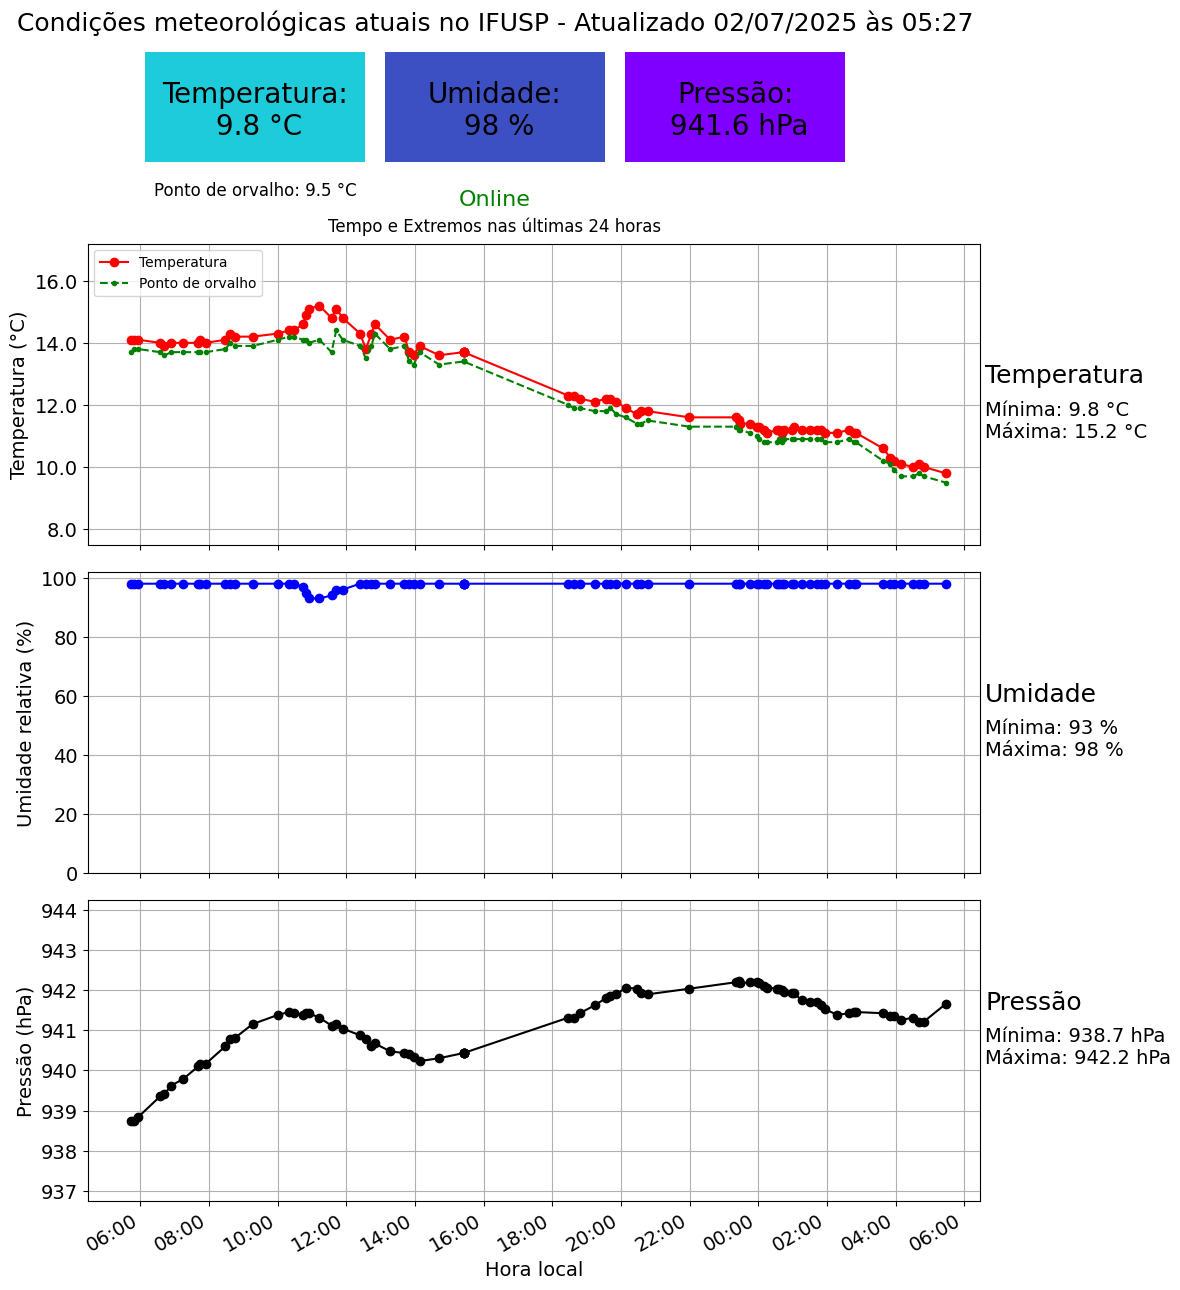 Condições meteorológicas atuais no IFUSP - Atualizado 02/07/2025 às 05:27
Temperatura:
9.8 °C
Umidade:
98 %
Pressão:
941.6 hPa
Ponto de orvalho: 9.5 °C
Online
Tempo e Extremos nas últimas 24 horas
Temperatura
Ponto de orvalho
Temperatura (°C)
16.0
14.0
12.0
10.0
8.0
Temperatura
Mínima: 9.8 °C
Máxima: 15.2 °C
Umidade relativa (%)
100
80
60
40
20
0
Umidade
Mínima: 93 %
Máxima: 98 %
Pressão (hPa)
944
943
942
941
940
939
938
937
Pressão
Mínima: 938.7 hPa
Máxima: 942.2 hPa
06:00
08:00
10:00
12:00
14:00
16:00
18:00
20:00
22:00
00:00
02:00
04:00
06:00
Hora local